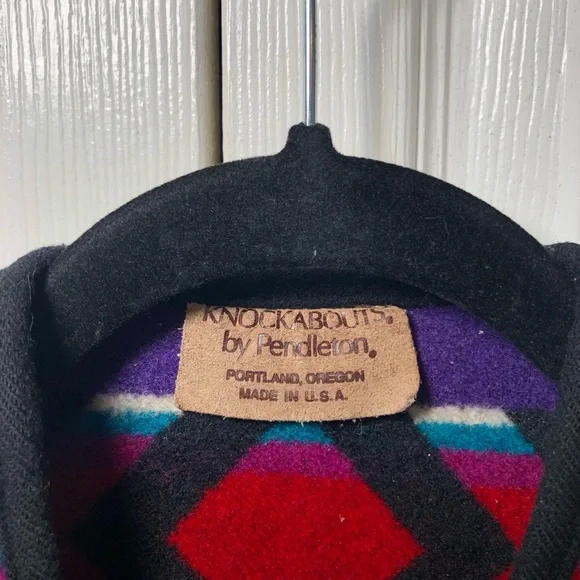 KNOCKABOUTS®
by Pendleton®
PORTLAND, OREGON
MADE IN U.S.A.